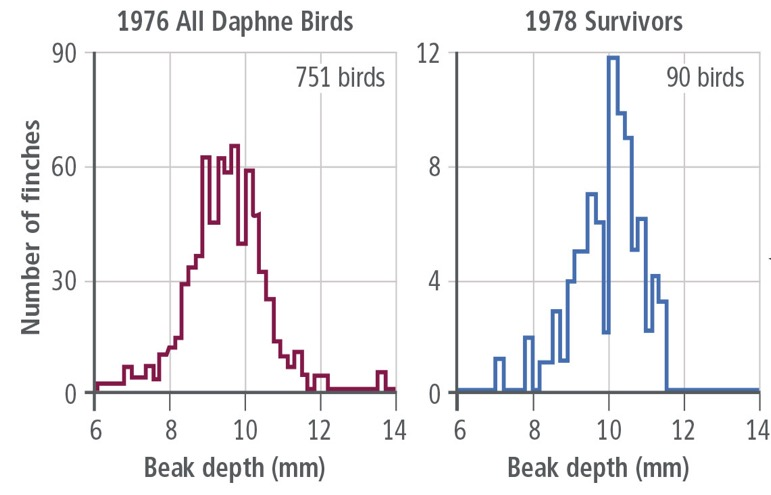 1976 All Daphne Birds
751 birds
Number of finches
90
60
30
0
6 8 10 12 14
Beak depth (mm)
1978 Survivors
90 birds
12
8
4
0
6 8 10 12 14
Beak depth (mm)